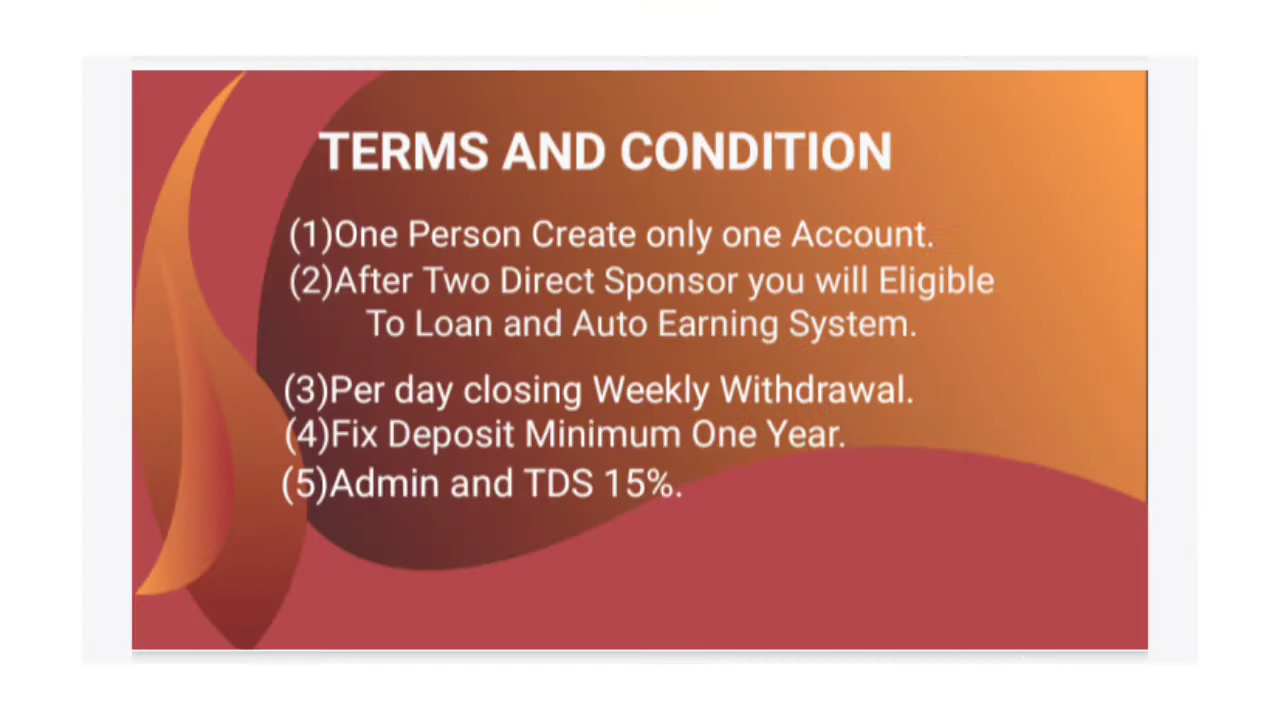 TERMS AND CONDITION
(1)One Person Create only one Account.
(2)After Two Direct Sponsor you will Eligible
To Loan and Auto Earning System.
(3)Per day closing Weekly Withdrawal.
(4)Fix Deposit Minimum One Year.
(5)Admin and TDS 15%.